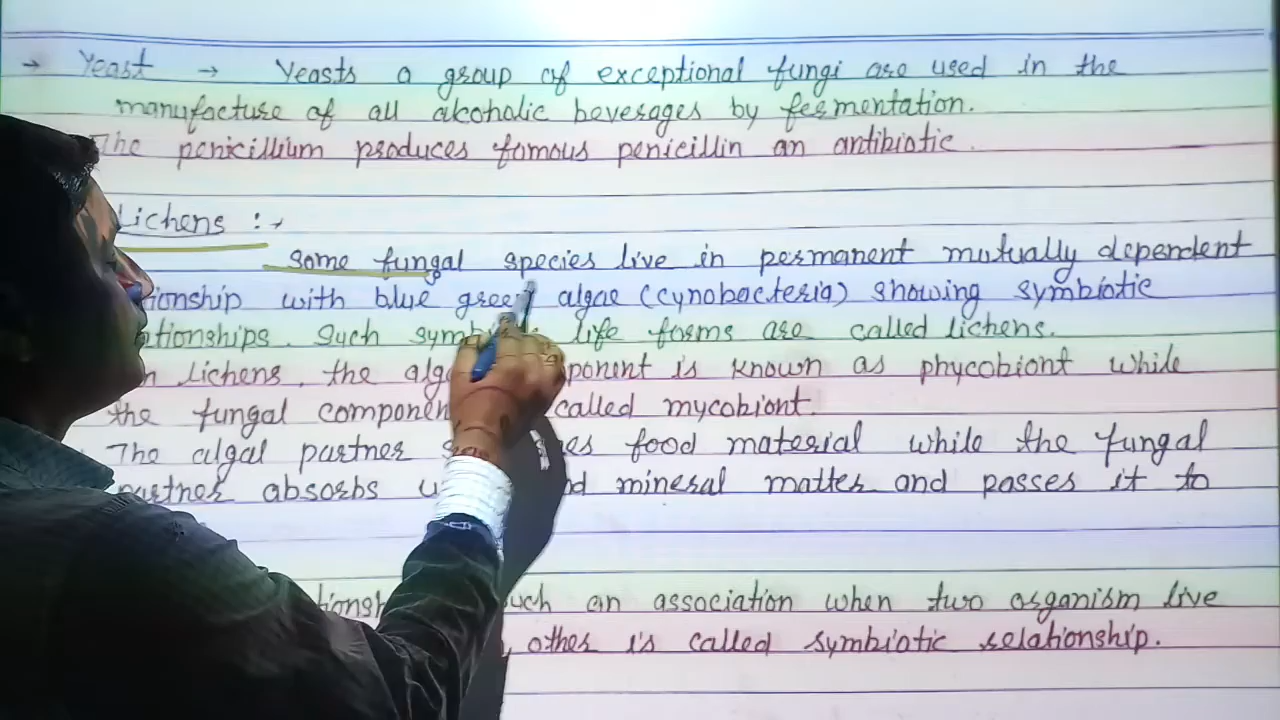 → Yeast → Yeasts a group of exceptional fungi are used in the
manufacture of all alcoholic beverages by fermentation.
The penicillium produces famous penicillin an antibiotic.
Lichens :→
Some fungal species live in permanent mutually dependent
ionship with blue green algae (cynobacteria) showing symbiotic
tionships. Such life forms are called lichens.
n lichens, the ponent is known as phycobiont while
the fungal componen called mycobiont.
The algal partner es food material while the fungal
partner absorbs d mineral matter and passes it to
tionsh uch an association when two organism live
, other is called symbiotic relationship.